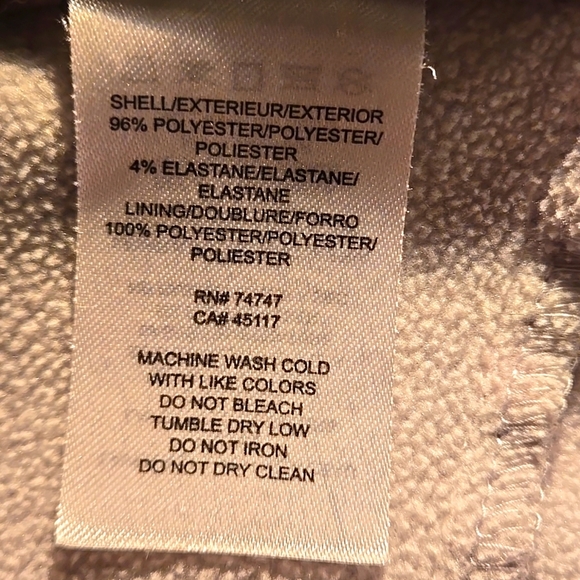 SHELL/EXTERIEUR/EXTERIOR
96% POLYESTER/POLYESTER/
POLIESTER
4% ELASTANE/ELASTANE/
ELASTANE
LINING/DOUBLURE/FORRO
100% POLYESTER/POLYESTER/
POLIESTER
RN# 74747
CA# 45117
MACHINE WASH COLD
WITH LIKE COLORS
DO NOT BLEACH
TUMBLE DRY LOW
DO NOT IRON
DO NOT DRY CLEAN